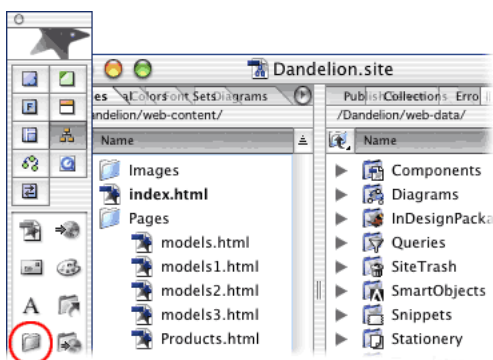 Dandelion.site
es al Colors Font Sets Diagrams
Publish Collections Erro
andelion/web-content/
/Dandelion/web-data/
Name
Name
Images
index.html
Pages
models.html
models1.html
models2.html
models3.html
Products.html
Components
Diagrams
InDesignPacka
Queries
SiteTrash
SmartObjects
Snippets
Stationery
F
A